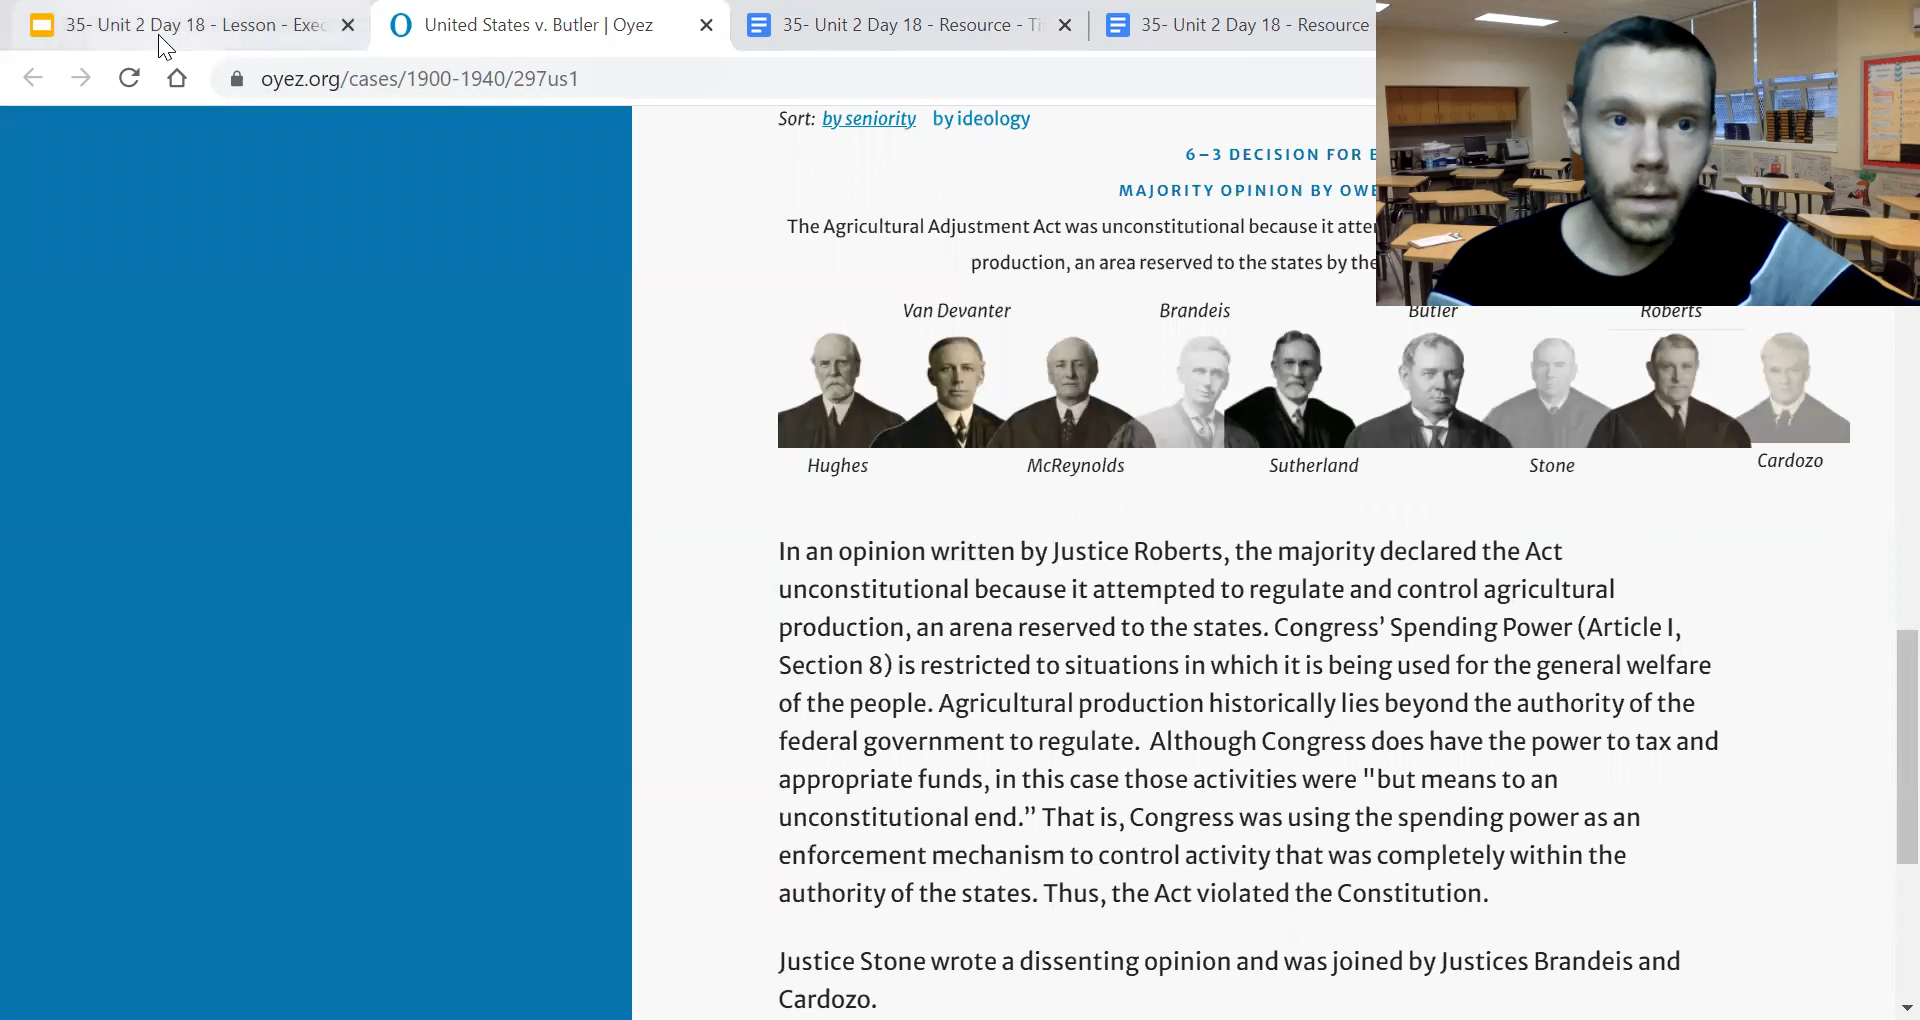 35- Unit 2 Day 18 - Lesson - Exec
United States v. Butler | Oyez
35- Unit 2 Day 18 - Resource - Ti
35- Unit 2 Day 18 - Resource
oyez.org/cases/1900-1940/297us1
Sort: by seniority by ideology
6–3 DECISION FOR
MAJORITY OPINION BY
The Agricultural Adjustment Act was unconstitutional because it
production, an area reserved to the states by the
Van Devanter Brandeis Butler Roberts
Hughes McReynolds Sutherland Stone Cardozo
In an opinion written by Justice Roberts, the majority declared the Act
unconstitutional because it attempted to regulate and control agricultural
production, an arena reserved to the states. Congress’ Spending Power (Article I,
Section 8) is restricted to situations in which it is being used for the general welfare
of the people. Agricultural production historically lies beyond the authority of the
federal government to regulate.  Although Congress does have the power to tax and
appropriate funds, in this case those activities were "but means to an
unconstitutional end.” That is, Congress was using the spending power as an
enforcement mechanism to control activity that was completely within the
authority of the states. Thus, the Act violated the Constitution.
Justice Stone wrote a dissenting opinion and was joined by Justices Brandeis and
Cardozo.